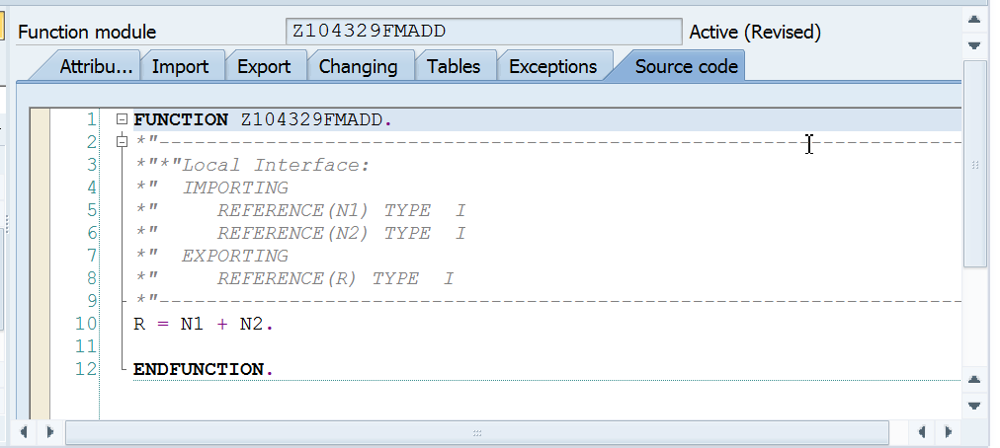 Function module Z104329FMADD Active (Revised)
Attribu... Import Export Changing Tables Exceptions Source code
1 FUNCTION Z104329FMADD.
2 *"----------------------------------------------------------------------
3 *"*"Local Interface:
4 *"  IMPORTING
5 *"     REFERENCE(N1) TYPE  I
6 *"     REFERENCE(N2) TYPE  I
7 *"  EXPORTING
8 *"     REFERENCE(R) TYPE  I
9 *"----------------------------------------------------------------------
10 R = N1 + N2.
11
12 ENDFUNCTION.